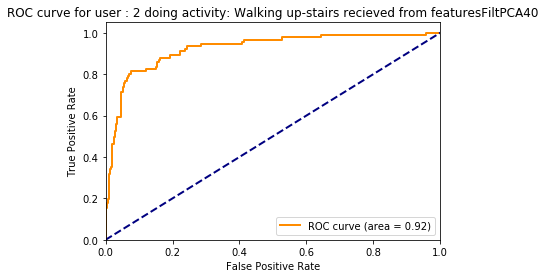 ROC curve for user : 2 doing activity: Walking up-stairs recieved from featuresFiltPCA40
1.0
0.8
0.6
0.4
0.2
0.0
True Positive Rate
ROC curve (area = 0.92)
0.0 0.2 0.4 0.6 0.8 1.0
False Positive Rate